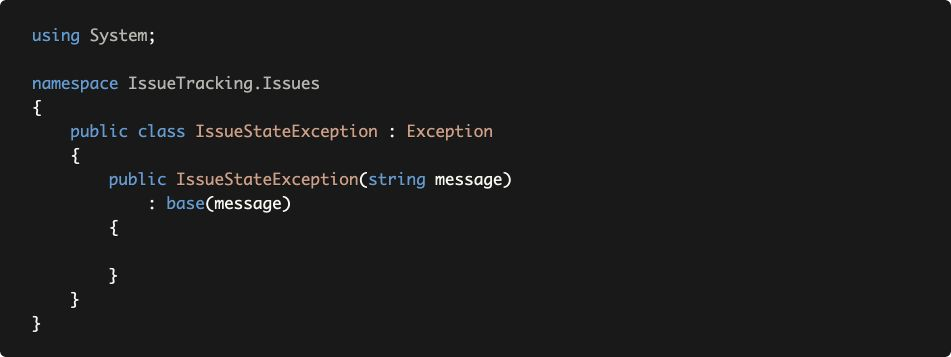 using System;

namespace IssueTracking.Issues
{
    public class IssueStateException : Exception
    {
        public IssueStateException(string message)
            : base(message)
        {

        }
    }
}